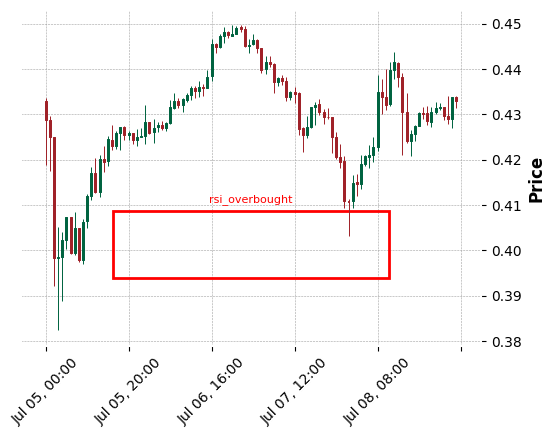 0.45
0.44
0.43
0.42
0.41
0.40
0.39
0.38
Price
rsi_overbought
Jul 05, 00:00
Jul 05, 20:00
Jul 06, 16:00
Jul 07, 12:00
Jul 08, 08:00